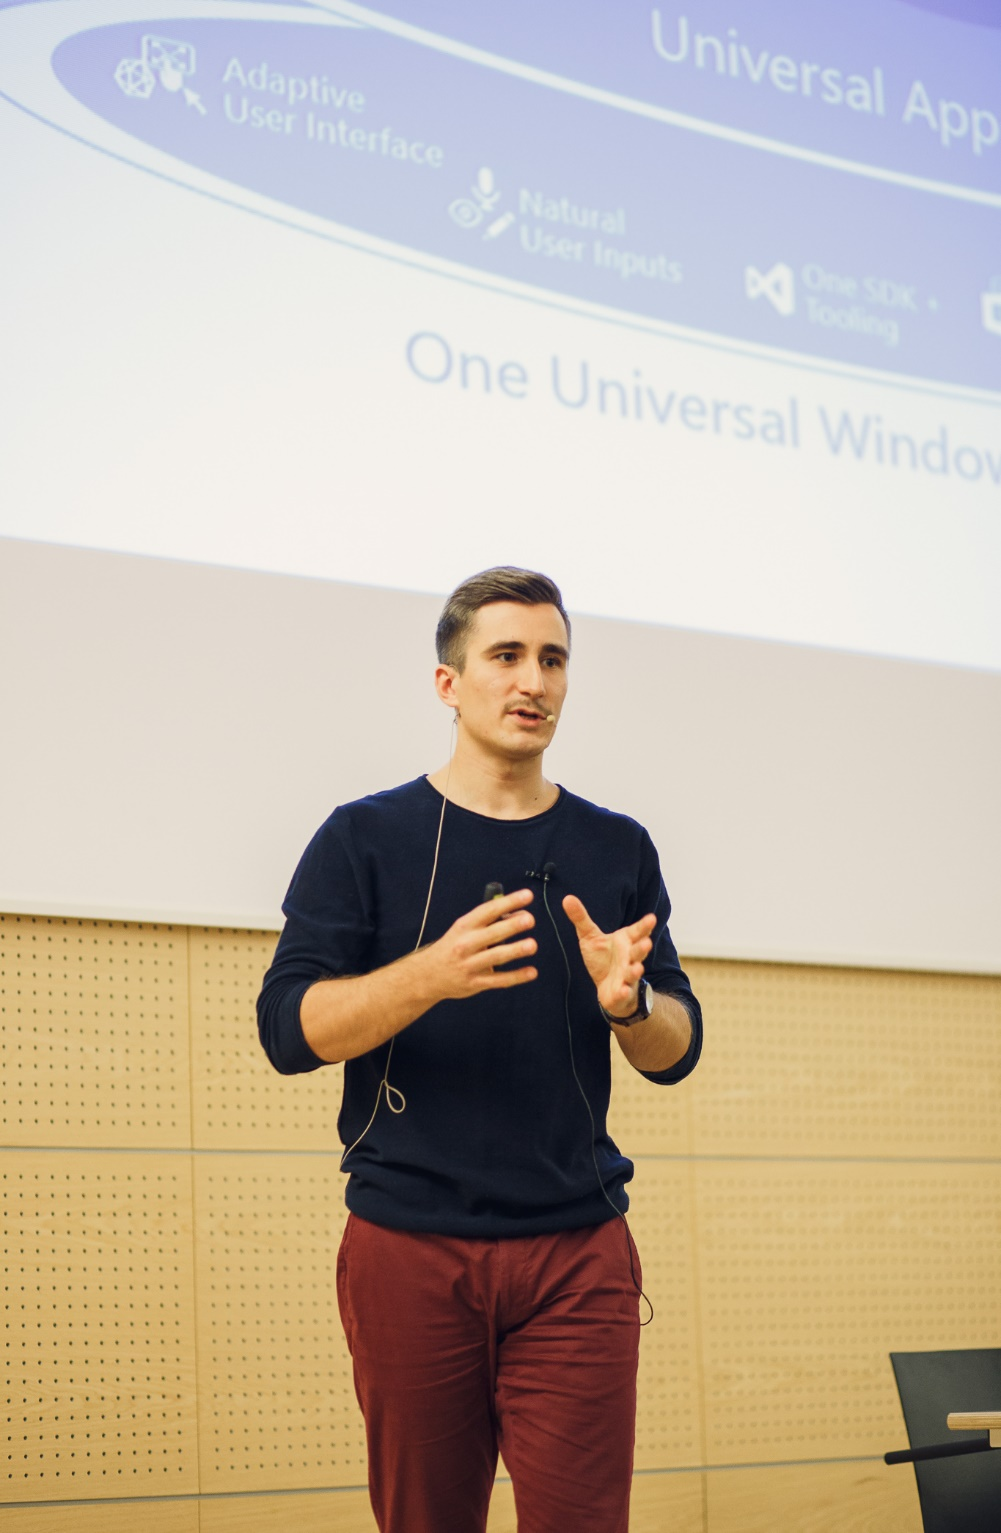 Universal App
Adaptive
User Interface
Natural
User Inputs
One SDK +
Tooling
One Universal Window